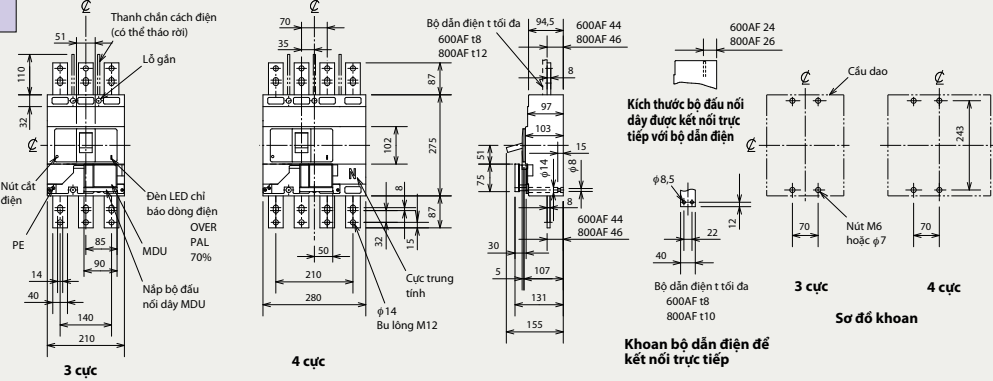 ℄
Thanh chắn cách điện
(có thể tháo rời)
51
Lỗ gắn
110
32
℄
Nút cắt
điện
PE
Đèn LED chỉ
báo dòng điện
OVER
PAL
70%
MDU
Nắp bộ đấu
nối dây MDU
85
90
14
40
140
210
3 cực
℄
70
35
87
275
102
N
8
87
32
15
50
210
280
Cực trung
tính
φ14
Bu lông M12
4 cực
Bộ dẫn điện t tối đa
600AF t8
800AF t12
94,5
600AF 44
800AF 46
8
97
103
15
51
75
φ14
φ8
8
600AF 44
800AF 46
30
5
107
131
155
600AF 24
800AF 26
Kích thước bộ đấu nối
dây được kết nối trực
tiếp với bộ dẫn điện
φ8,5
12
22
40
Bộ dẫn điện t tối đa
600AF t8
800AF t10
Khoan bộ dẫn điện để
kết nối trực tiếp
℄
Cầu dao
℄
℄
243
Nút M6
hoặc φ7
70
70
3 cực
4 cực
Sơ đồ khoan